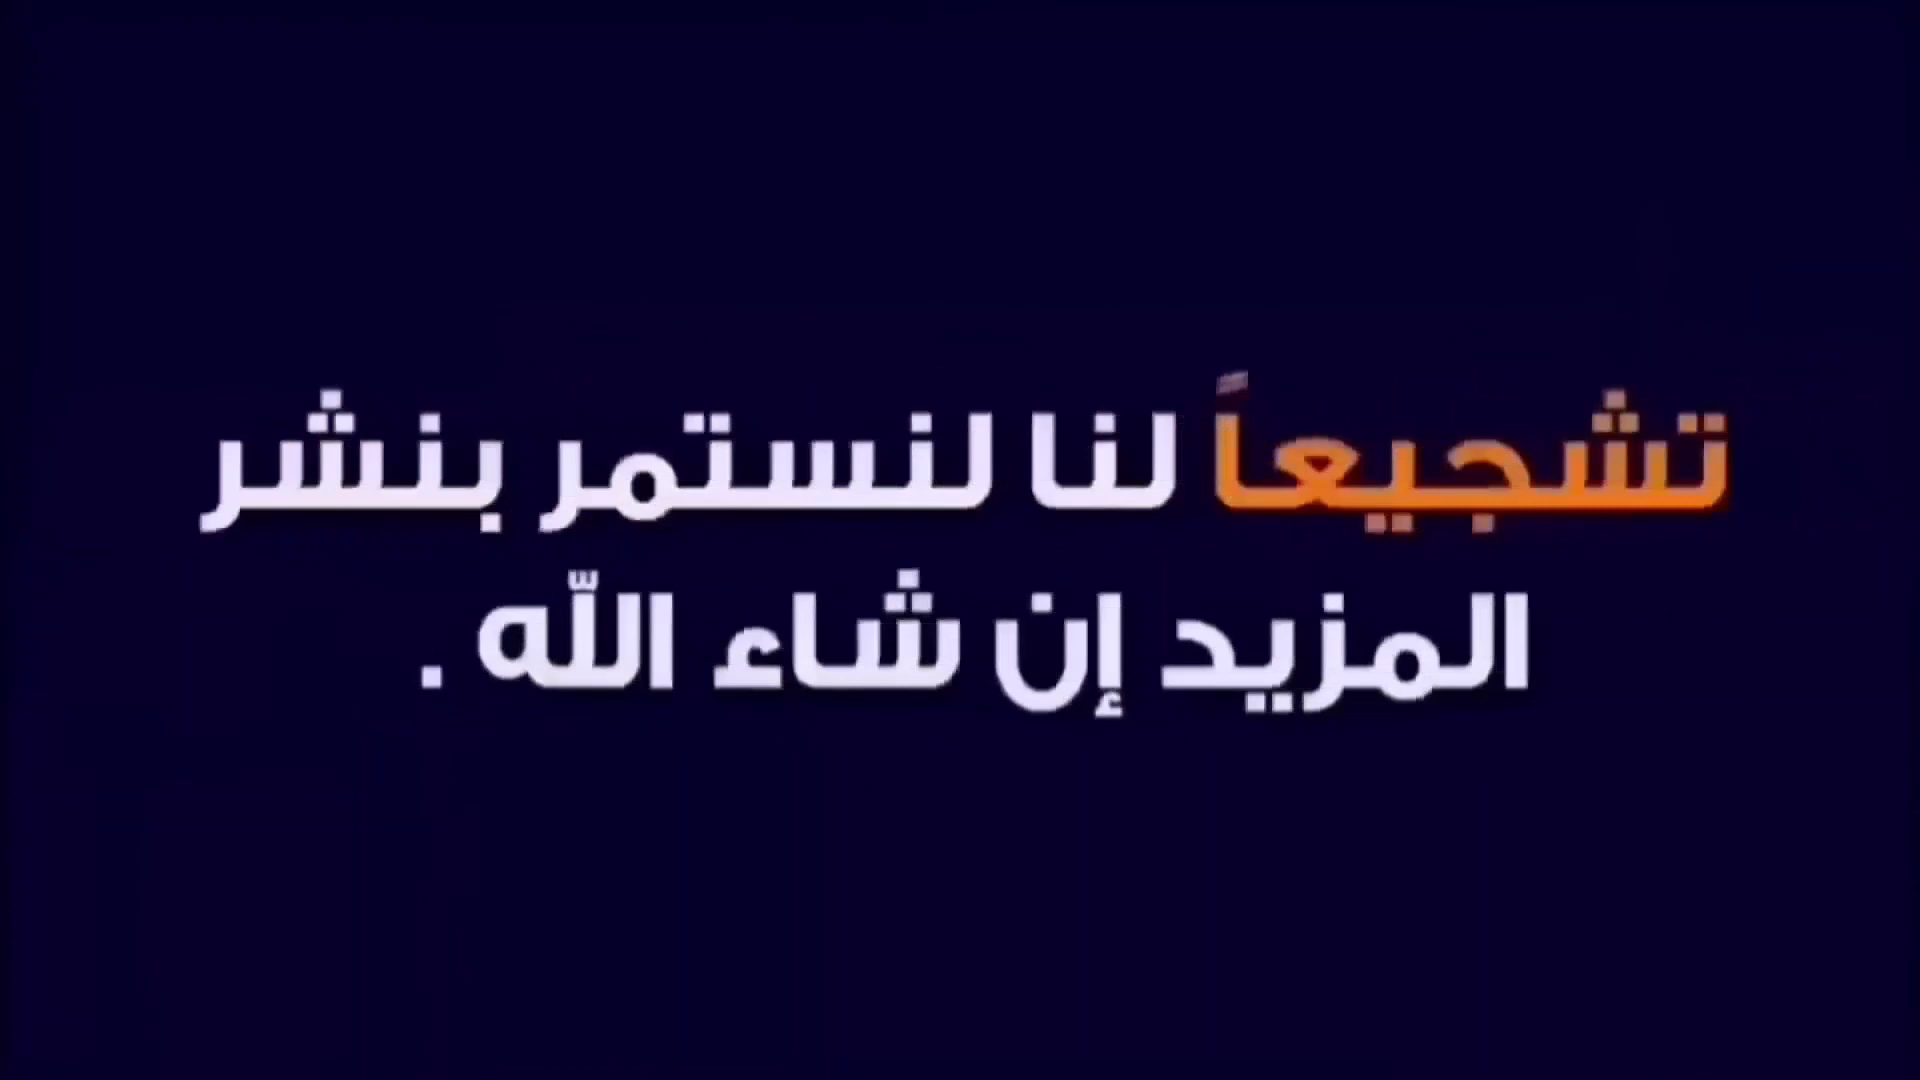 تشجيعاً لنا لنستمر بنشر
المزيد إن شاء الله .